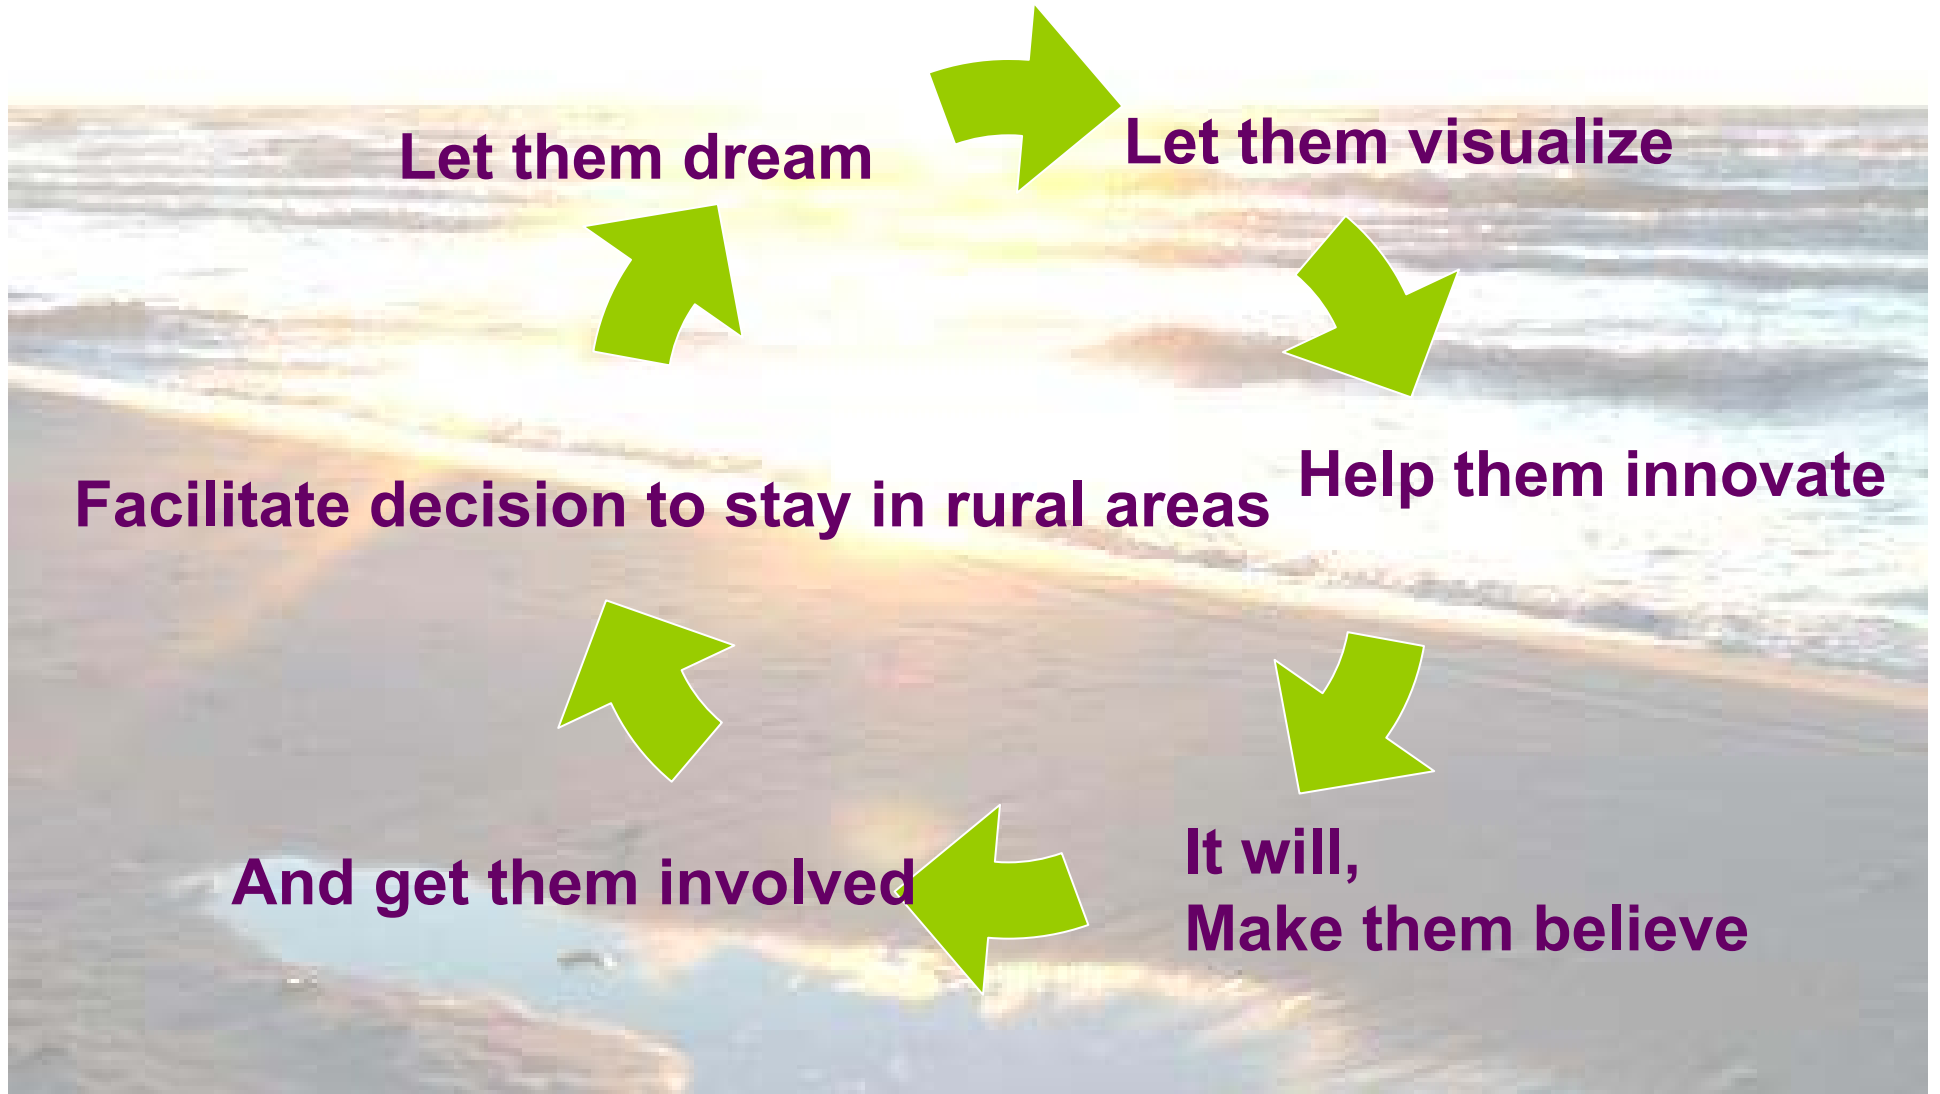 Let them dream
Let them visualize
Help them innovate
It will,
Make them believe
And get them involved
Facilitate decision to stay in rural areas